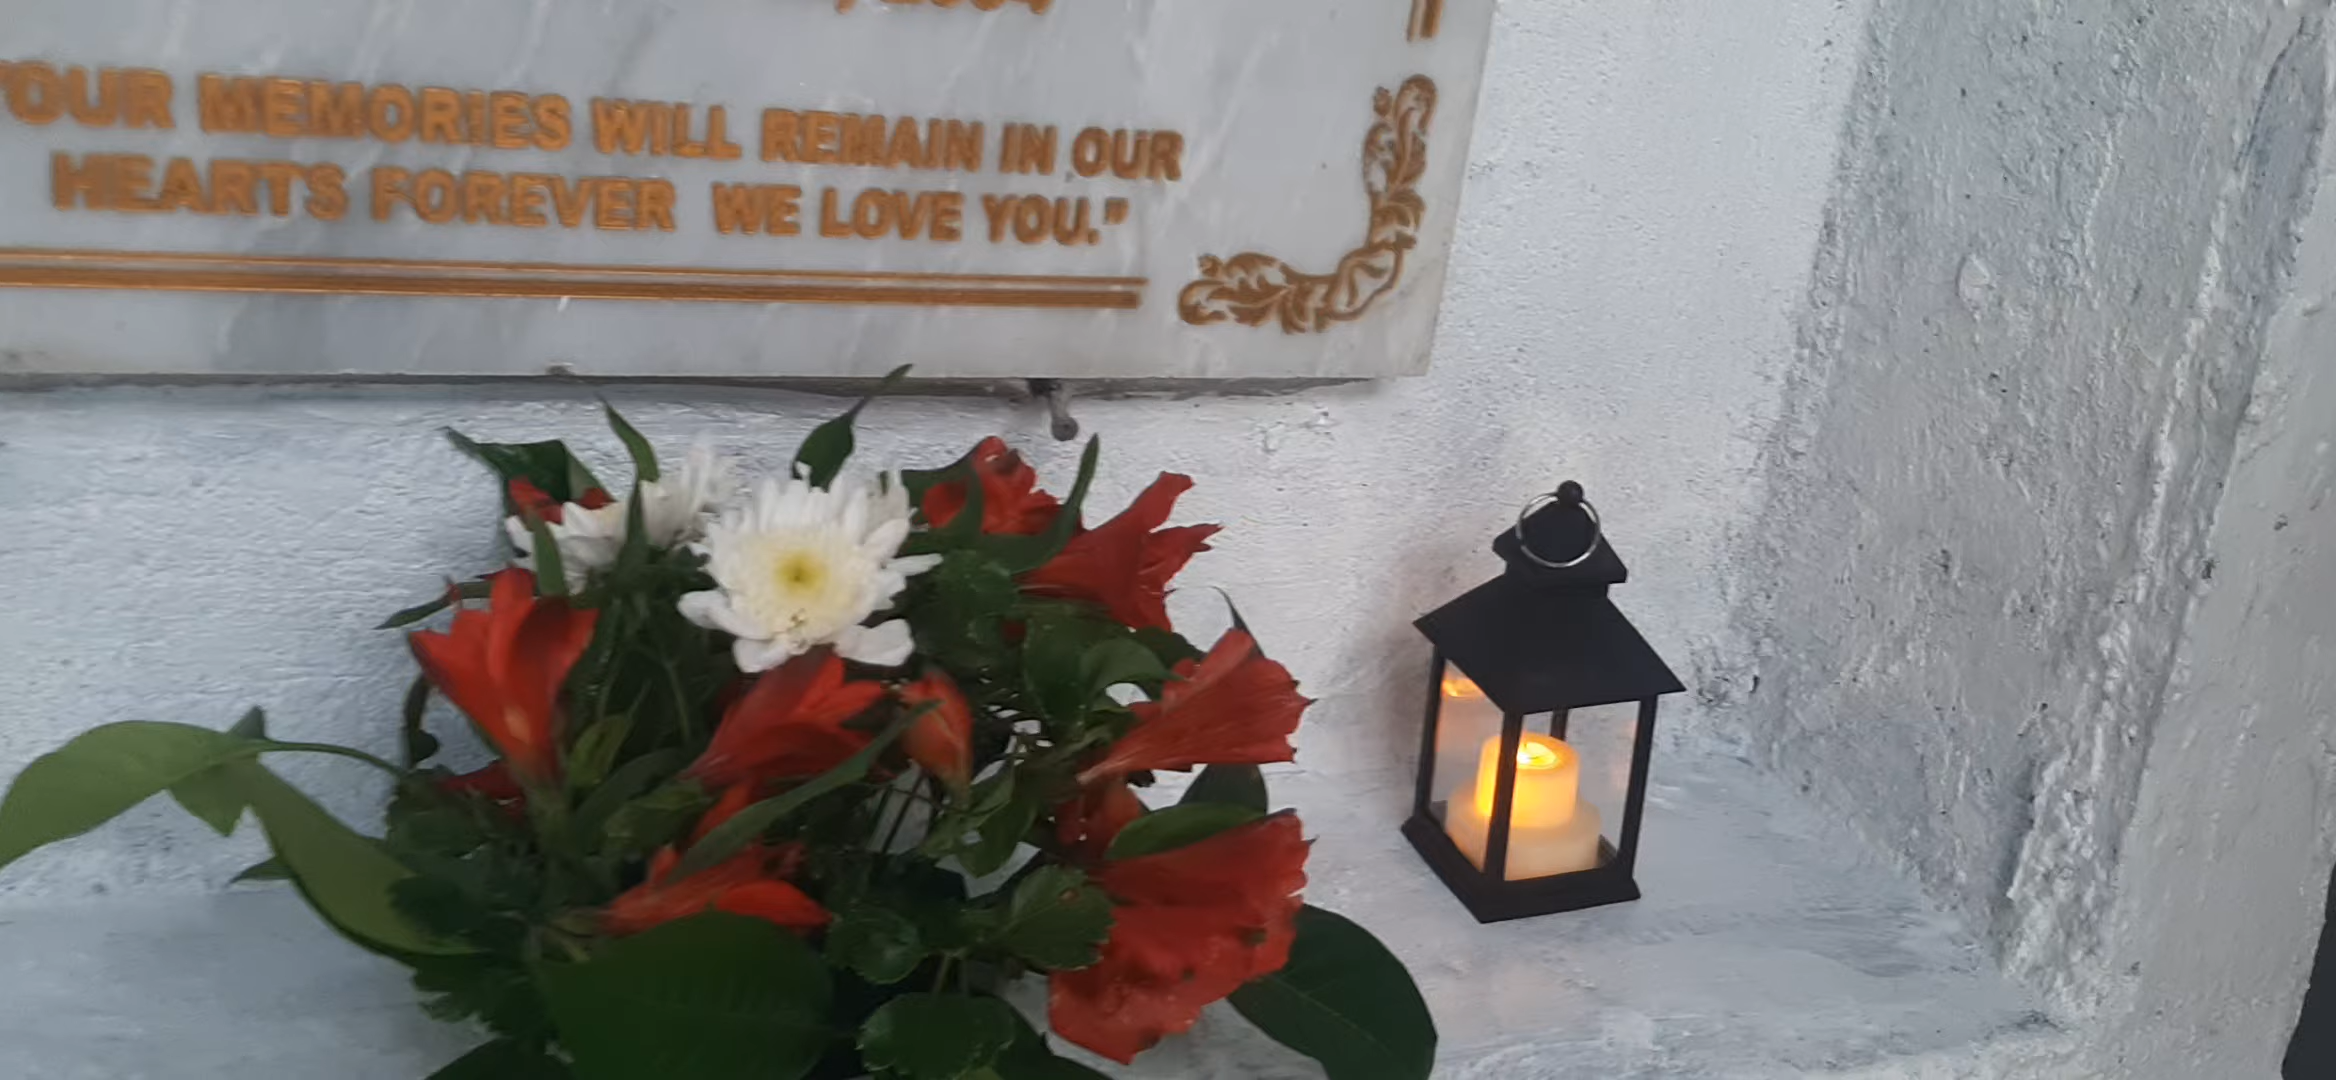 OUR MEMORIES WILL REMAIN IN OUR
HEARTS FOREVER WE LOVE YOU."